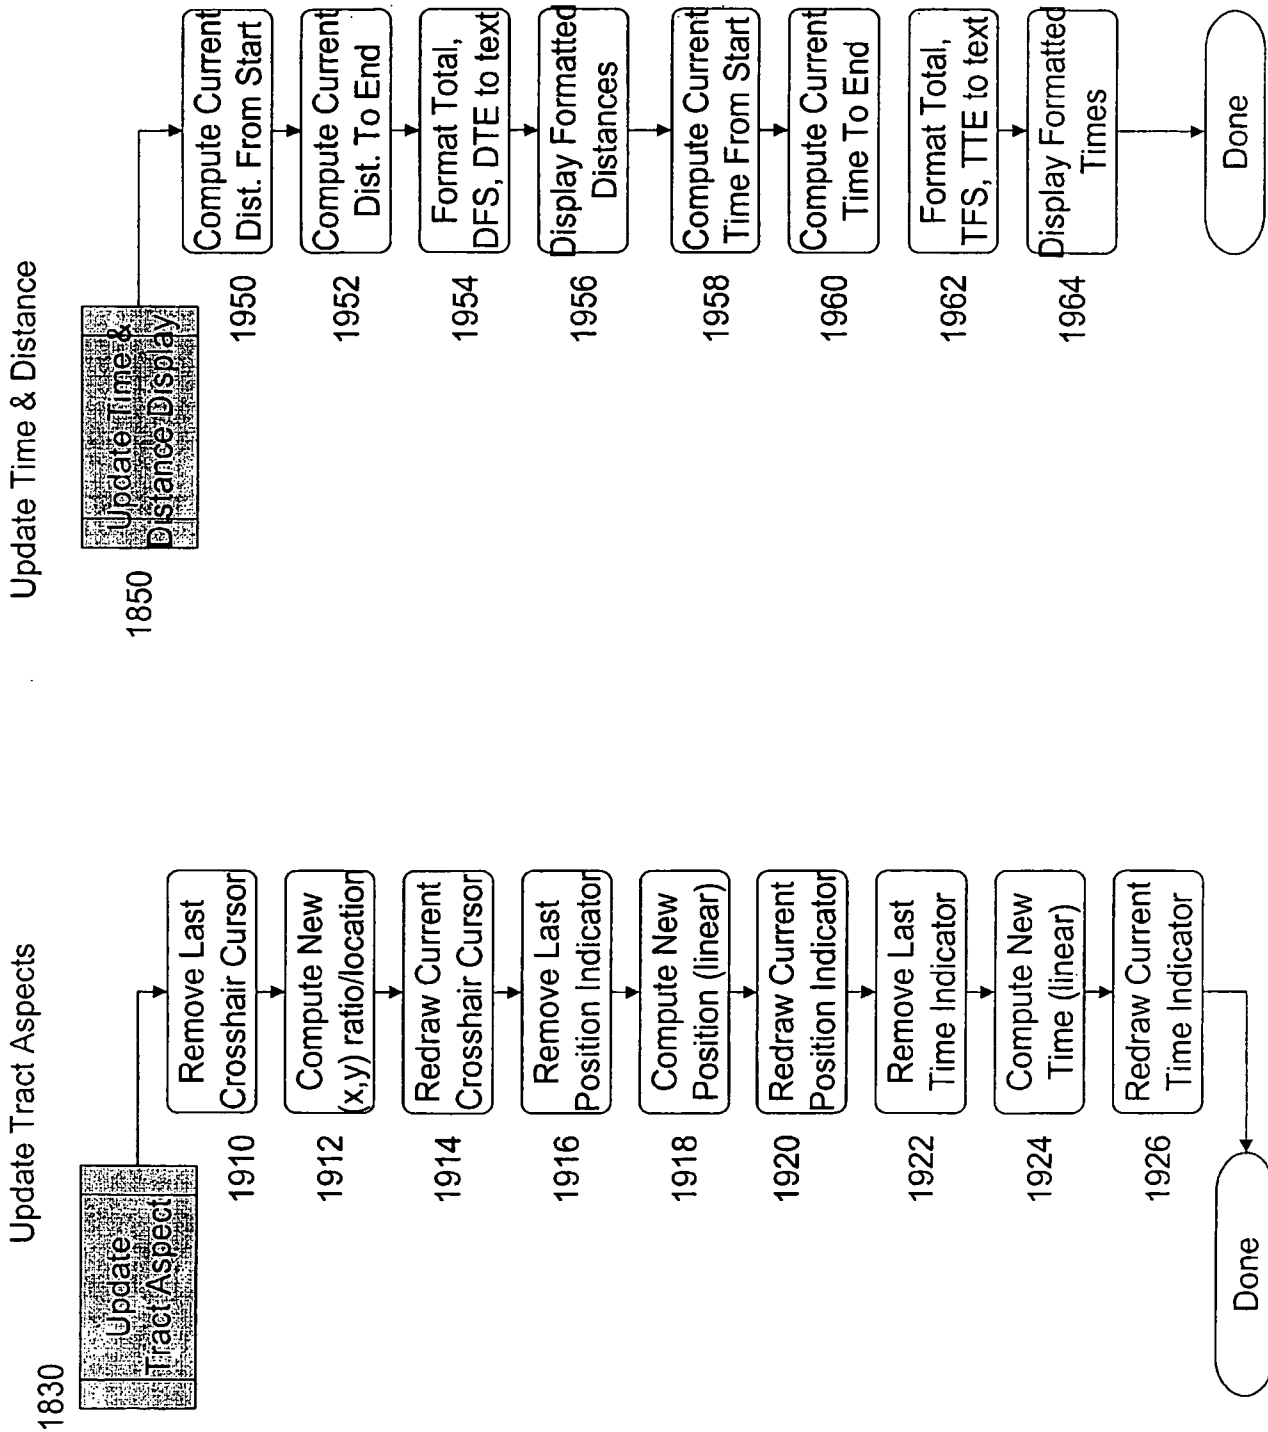 Update Tract Aspects
1830
Update
Tract Aspect
1910
Remove Last
Crosshair Cursor
1912
Compute New
(x,y) ratio/location
1914
Redraw Current
Crosshair Cursor
1916
Remove Last
Position Indicator
1918
Compute New
Position (linear)
1920
Redraw Current
Position Indicator
1922
Remove Last
Time Indicator
1924
Compute New
Time (linear)
1926
Redraw Current
Time Indicator
Done
Update Time & Distance
1850
Update Time &
Distance Display
1950
Compute Current
Dist. From Start
1952
Compute Current
Dist. To End
1954
Format Total,
DFS, DTE to text
1956
Display Formatted
Distances
1958
Compute Current
Time From Start
1960
Compute Current
Time To End
1962
Format Total,
TFS, TTE to text
1964
Display Formatted
Times
Done